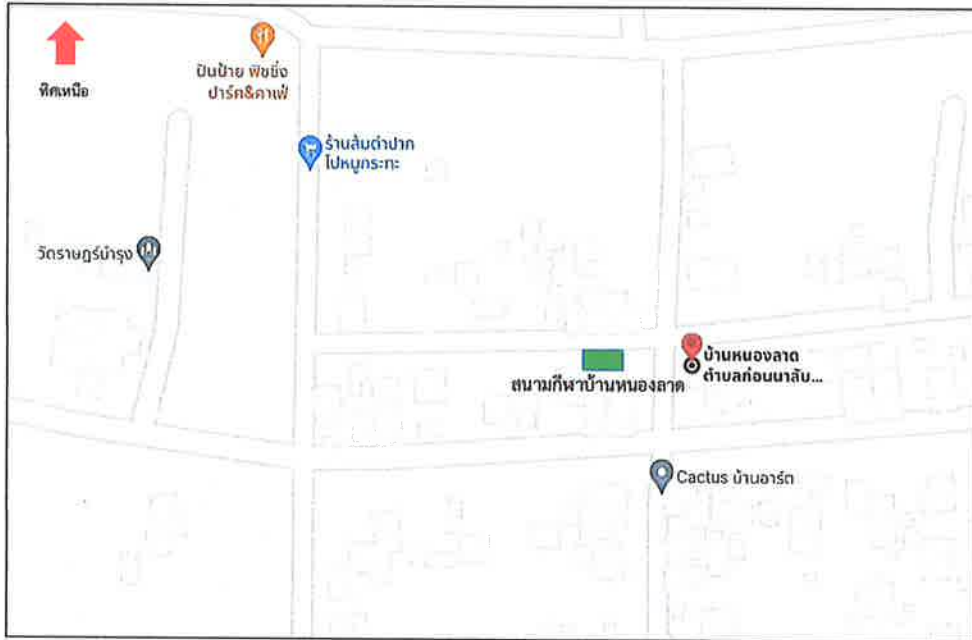 ทิศเหนือ
ปันป้าย ฟิชชิ่ง
ปาร์ค&คาเฟ่
ร้านส้มตำปาก
ไปหมูกระทะ
วัดราษฎร์บำรุง
บ้านหนองลาด
ตำบลก่อนนาลับ...
สนามกีฬาบ้านหนองลาด
Cactus บ้านอาร์ต